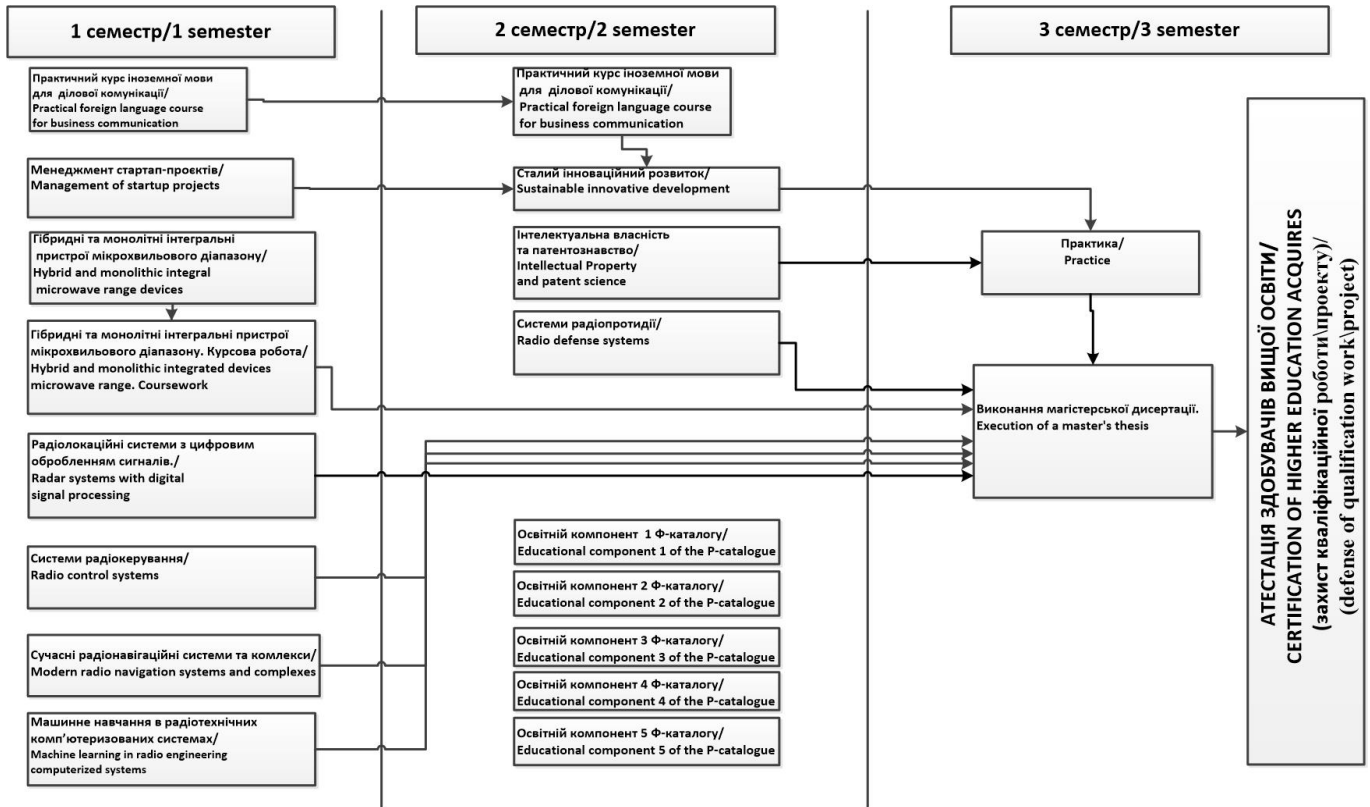 1 семестр/1 semester
2 семестр/2 semester
3 семестр/3 semester
Практичний курс іноземної мови
для ділової комунікації/
Practical foreign language course
for business communication
Менеджмент стартап-проєктів/
Management of startup projects
Гібридні та монолітні інтегральні
пристрої мікрохвильового діапазону/
Hybrid and monolithic integral
microwave range devices
Гібридні та монолітні інтегральні пристрої
мікрохвильового діапазону. Курсова робота/
Hybrid and monolithic integrated devices
microwave range. Coursework
Радіолокаційні системи з цифровим
обробленням сигналів./
Radar systems with digital
signal processing
Системи радіокерування/
Radio control systems
Сучасні радіонавігаційні системи та комлекси/
Modern radio navigation systems and complexes
Машинне навчання в радіотехнічних
комп’ютеризованих системах/
Machine learning in radio engineering
computerized systems
Практичний курс іноземної мови
для ділової комунікації/
Practical foreign language course
for business communication
Сталий інноваційний розвиток/
Sustainable innovative development
Інтелектуальна власність
та патентознавство/
Intellectual Property
and patent science
Системи радіопротидії/
Radio defense systems
Освітній компонент 1 Ф-каталогу/
Educational component 1 of the P-catalogue
Освітній компонент 2 Ф-каталогу/
Educational component 2 of the P-catalogue
Освітній компонент 3 Ф-каталогу/
Educational component 3 of the P-catalogue
Освітній компонент 4 Ф-каталогу/
Educational component 4 of the P-catalogue
Освітній компонент 5 Ф-каталогу/
Educational component 5 of the P-catalogue
Практика/
Practice
Виконання магістерської дисертації.
Execution of a master's thesis
АТЕСТАЦІЯ ЗДОБУВАЧІВ ВИЩОЇ ОСВІТИ/
CERTIFICATION OF HIGHER EDUCATION ACQUIRES
(захист кваліфікаційної роботи\проекту)/
(defense of qualification work\project)